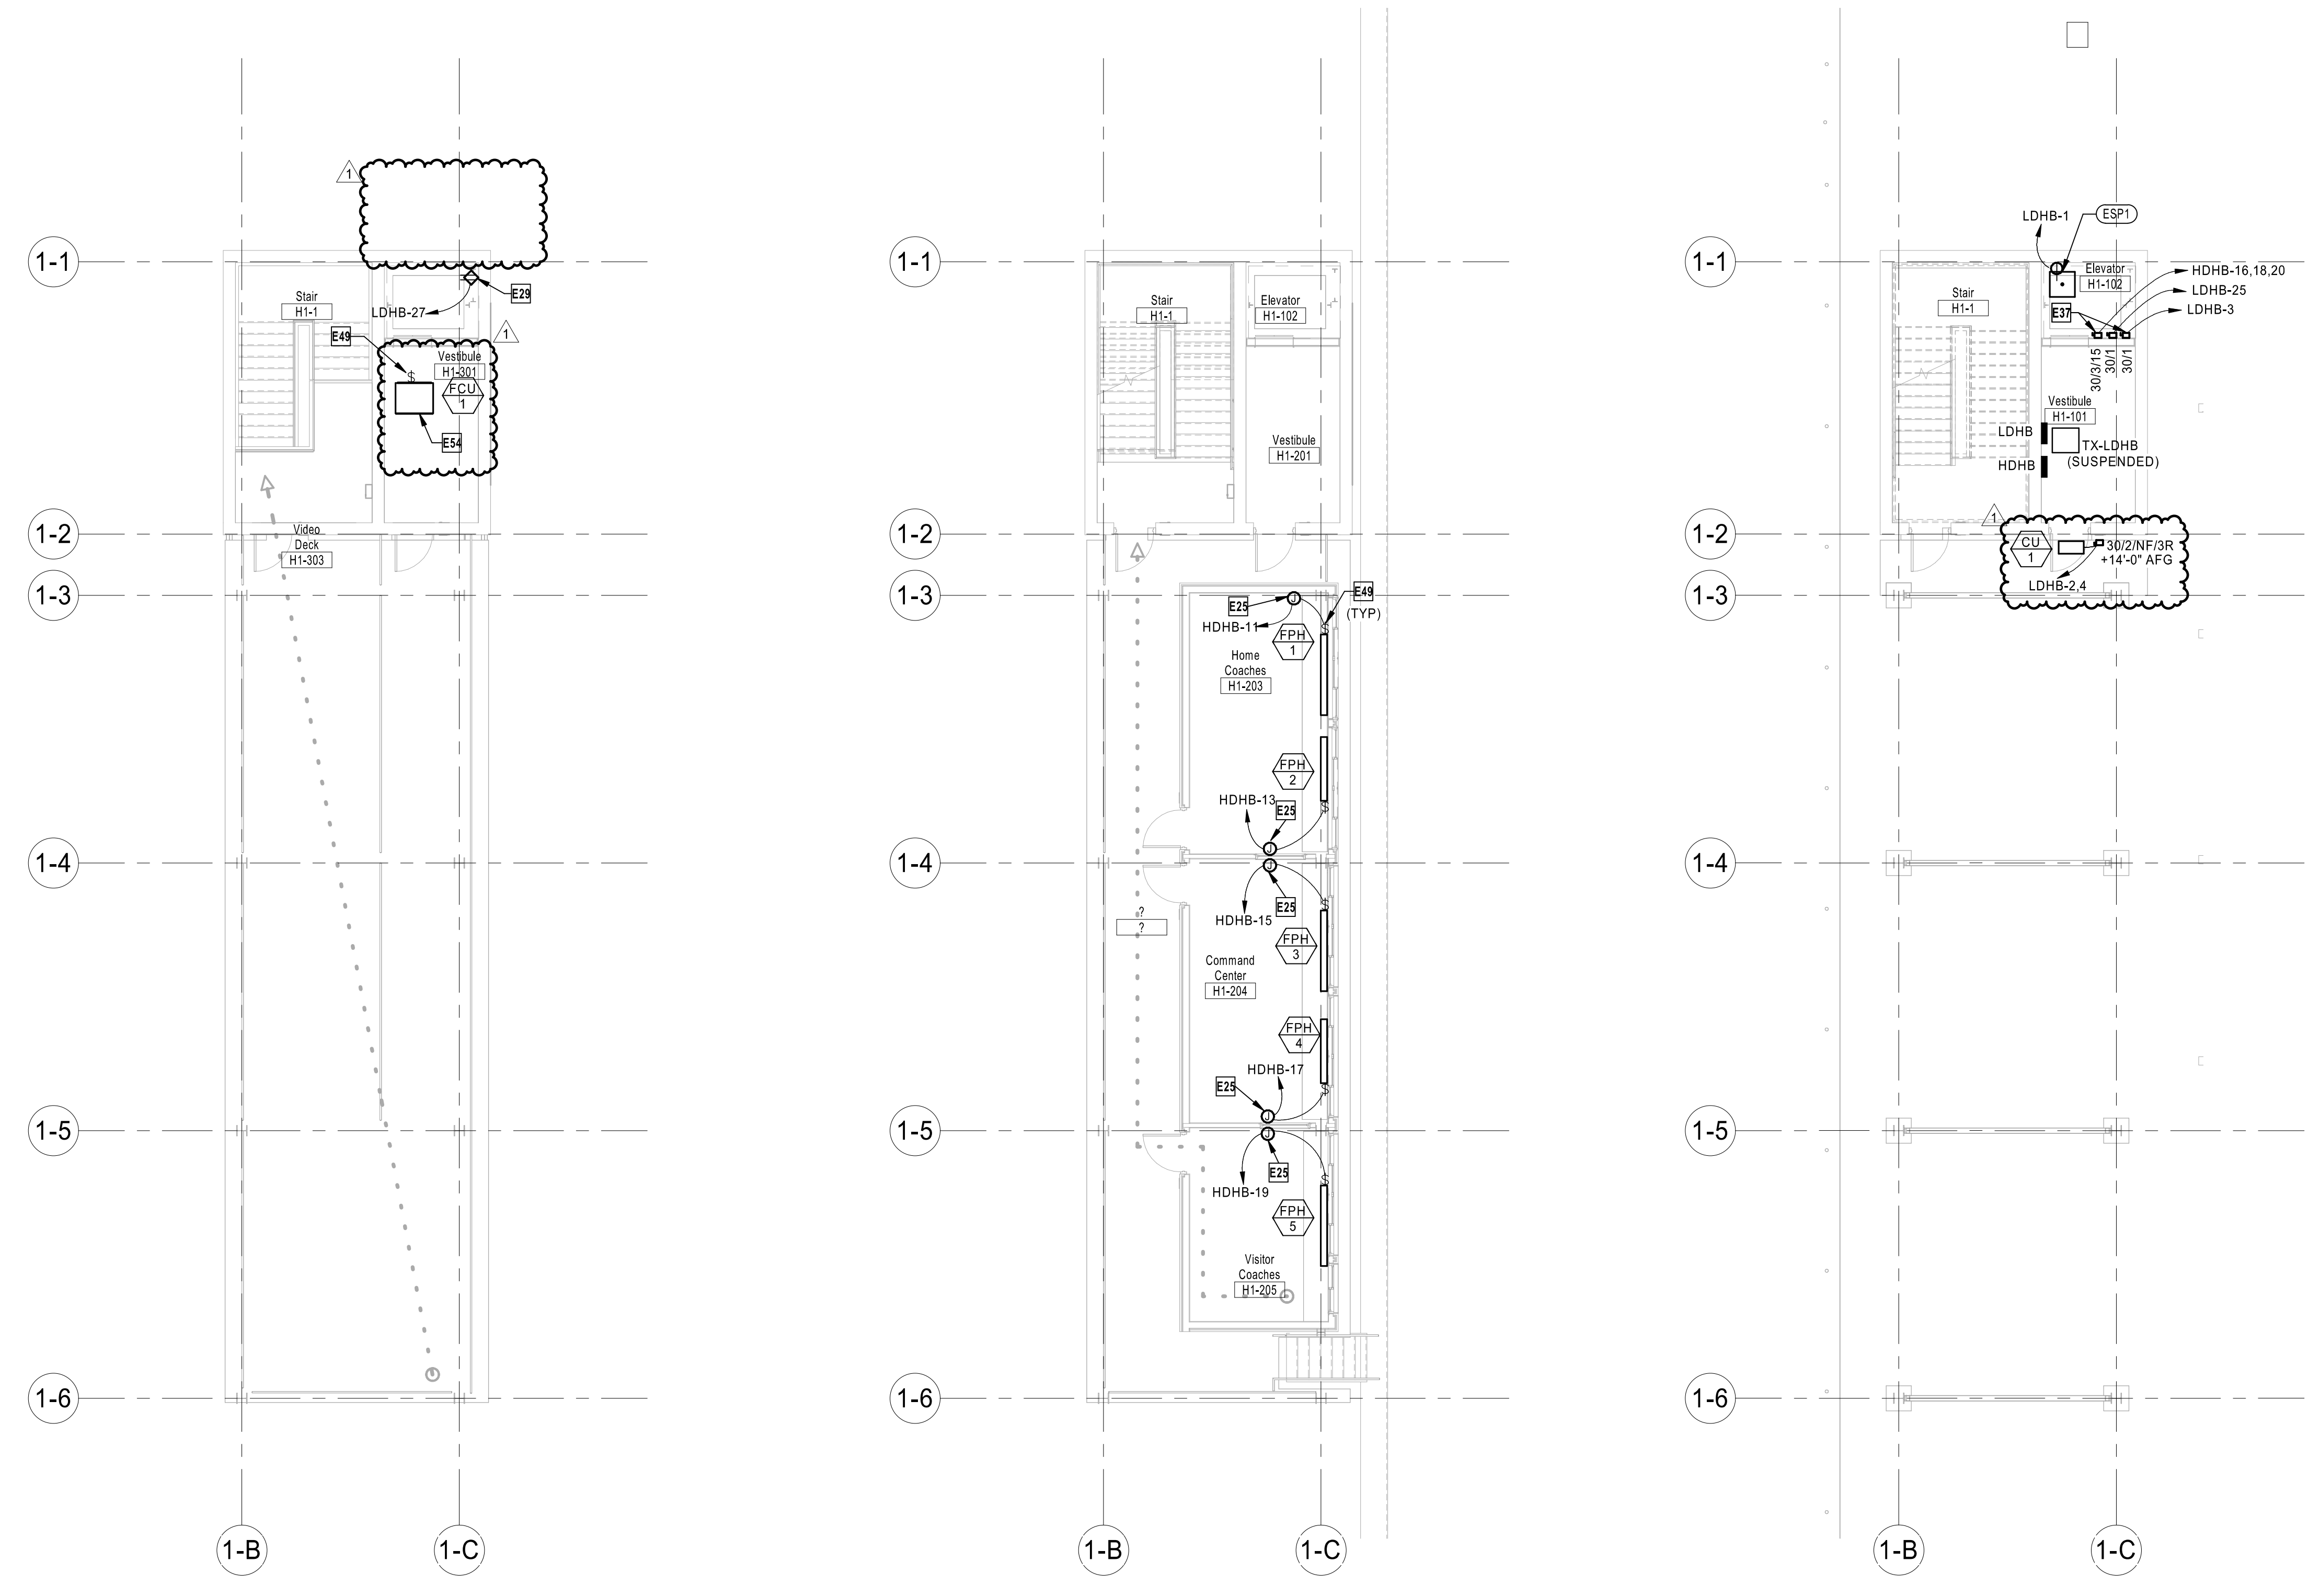 1
1-1
Stair
H1-1
LDHB-27
E29
1
E49
$
Vestibule
H1-301
FCU
1
E54
1-2
Video
Deck
H1-303
1-3
1-4
1-5
1-6
1-B
1-C
1-1
Stair
H1-1
Elevator
H1-102
Vestibule
H1-201
1-2
1-3
E25
J
E49
(TYP)
HDHB-11
$
FPH
1
Home
Coaches
H1-203
FPH
2
HDHB-13
E25
$
J
1-4
J
HDHB-15
E25
$
?
?
FPH
3
Command
Center
H1-204
FPH
4
HDHB-17
E25
$
J
1-5
J
E25
HDHB-19
$
FPH
5
Visitor
Coaches
H1-205
1-6
1-B
1-C
LDHB-1
ESP1
1-1
Elevator
H1-102
HDHB-16,18,20
LDHB-25
LDHB-3
Stair
H1-1
E37
30/3/15
30/1
30/1
Vestibule
H1-101
LDHB
TX-LDHB
(SUSPENDED)
HDHB
1
1-2
CU
1
30/2/NF/3R
+14'-0" AFG
LDHB-2,4
1-3
1-4
1-5
1-6
1-B
1-C